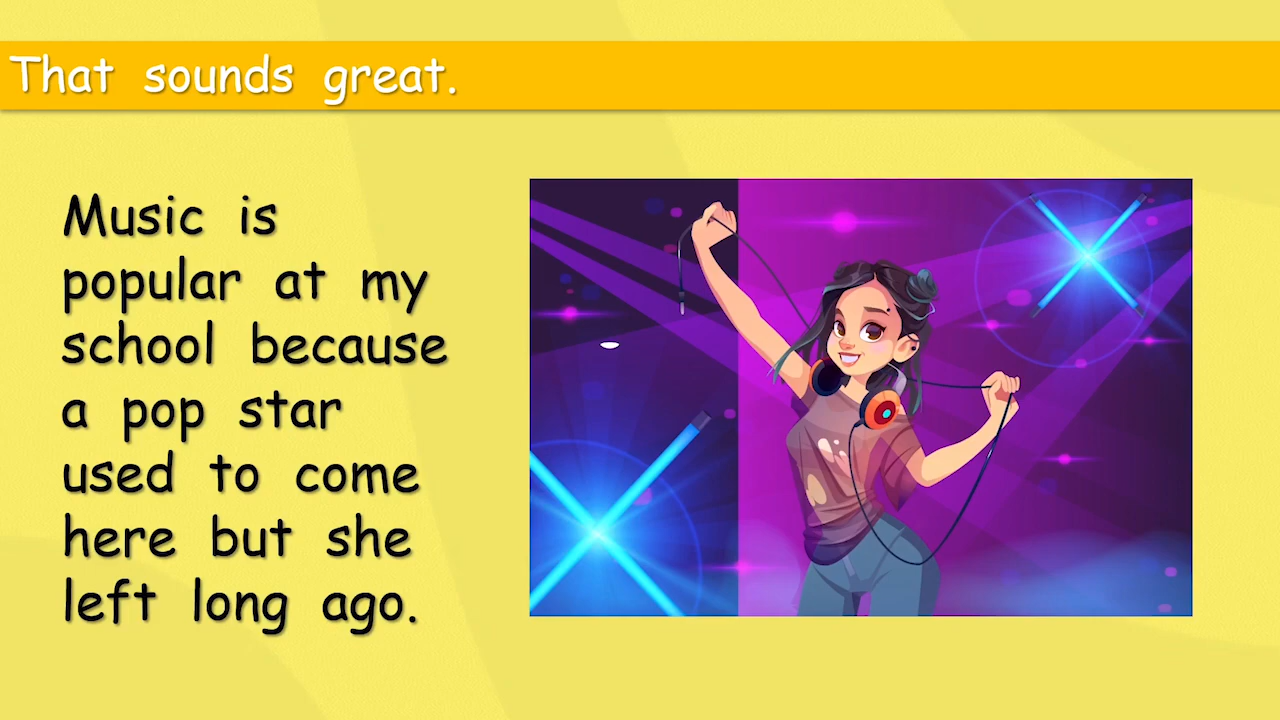 That sounds great.
Music is
popular at my
school because
a pop star
used to come
here but she
left long ago.